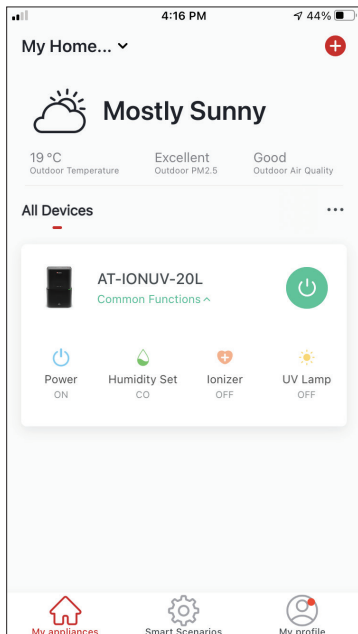 4:16 PM
44%
My Home...
Mostly Sunny
19 °C Excellent Good
Outdoor Temperature Outdoor PM2.5 Outdoor Air Quality
All Devices
AT-IONUV-20L
Common Functions
Power Humidity Set Ionizer UV Lamp
ON CO OFF OFF
My appliances Smart Scenarios My profile